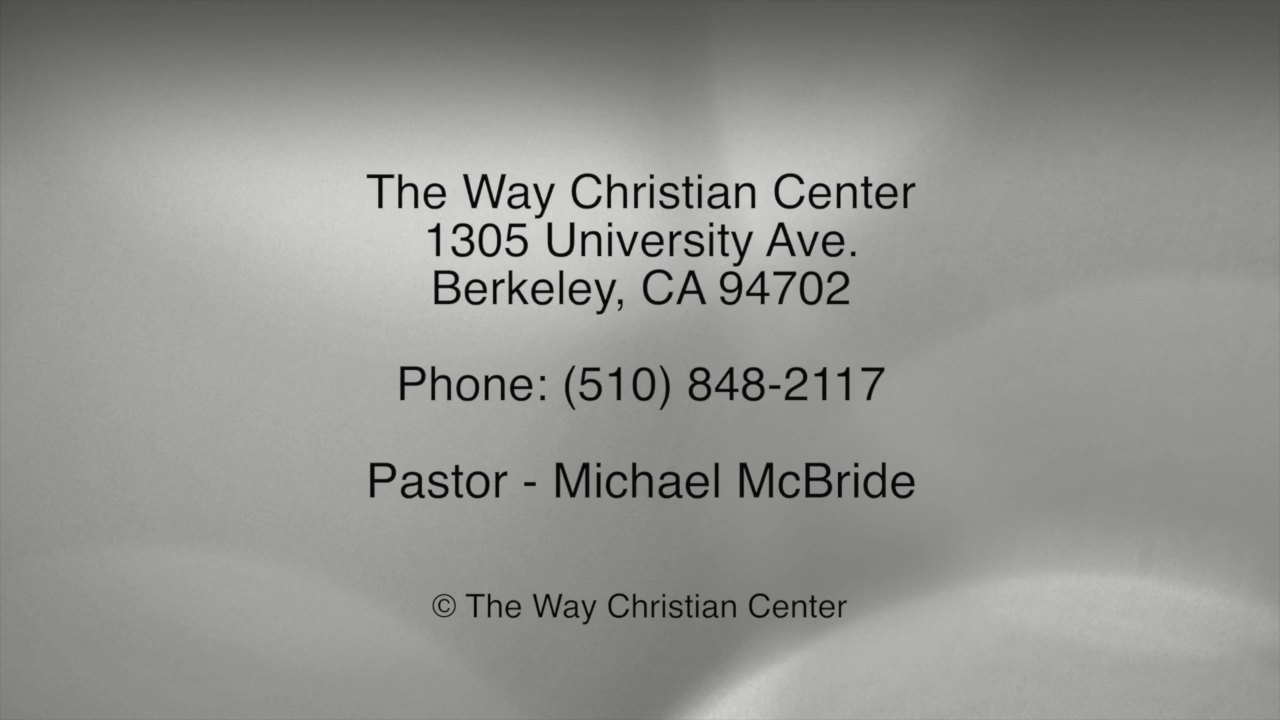 The Way Christian Center
1305 University Ave.
Berkeley, CA 94702
Phone: (510) 848-2117
Pastor - Michael McBride
© The Way Christian Center